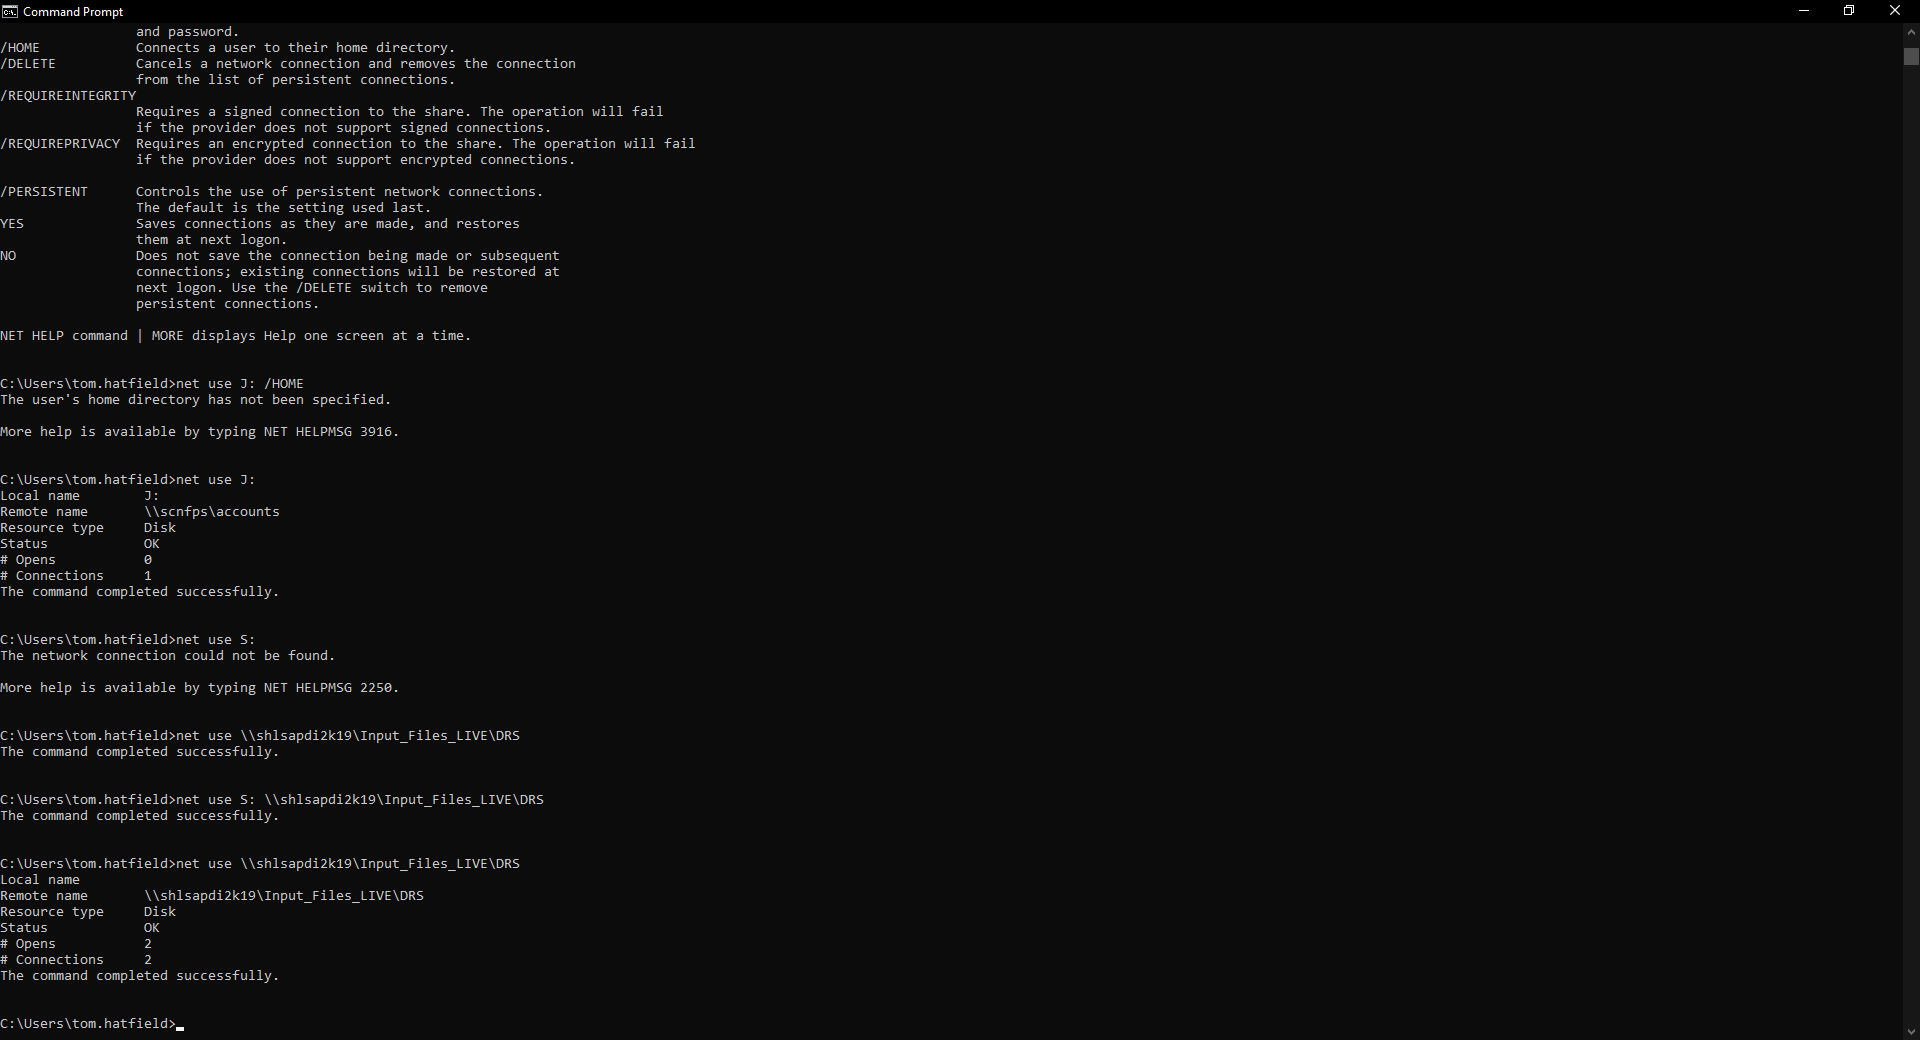 Command Prompt
and password.
/HOME Connects a user to their home directory.
/DELETE Cancels a network connection and removes the connection
from the list of persistent connections.
/REQUIREINTEGRITY
Requires a signed connection to the share. The operation will fail
if the provider does not support signed connections.
/REQUIREPRIVACY Requires an encrypted connection to the share. The operation will fail
if the provider does not support encrypted connections.
/PERSISTENT Controls the use of persistent network connections.
The default is the setting used last.
YES Saves connections as they are made, and restores
them at next logon.
NO Does not save the connection being made or subsequent
connections; existing connections will be restored at
next logon. Use the /DELETE switch to remove
persistent connections.
NET HELP command | MORE displays Help one screen at a time.
C:\Users\tom.hatfield>net use J: /HOME
The user's home directory has not been specified.
More help is available by typing NET HELPMSG 3916.
C:\Users\tom.hatfield>net use J:
Local name J:
Remote name \\scnfps\accounts
Resource type Disk
Status OK
# Opens 0
# Connections 1
The command completed successfully.
C:\Users\tom.hatfield>net use S:
The network connection could not be found.
More help is available by typing NET HELPMSG 2250.
C:\Users\tom.hatfield>net use \\shlsapdi2k19\Input_Files_LIVE\DRS
The command completed successfully.
C:\Users\tom.hatfield>net use S: \\shlsapdi2k19\Input_Files_LIVE\DRS
The command completed successfully.
C:\Users\tom.hatfield>net use \\shlsapdi2k19\Input_Files_LIVE\DRS
Local name
Remote name \\shlsapdi2k19\Input_Files_LIVE\DRS
Resource type Disk
Status OK
# Opens 2
# Connections 2
The command completed successfully.
C:\Users\tom.hatfield>